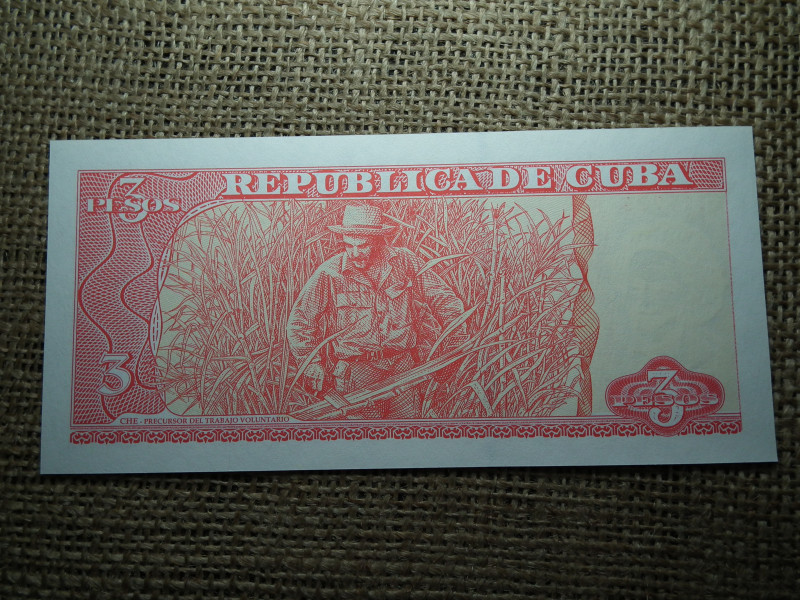 REPUBLICA DE CUBA
3
PESOS
3
CHE - PRECURSOR DEL TRABAJO VOLUNTARIO
3
PESOS